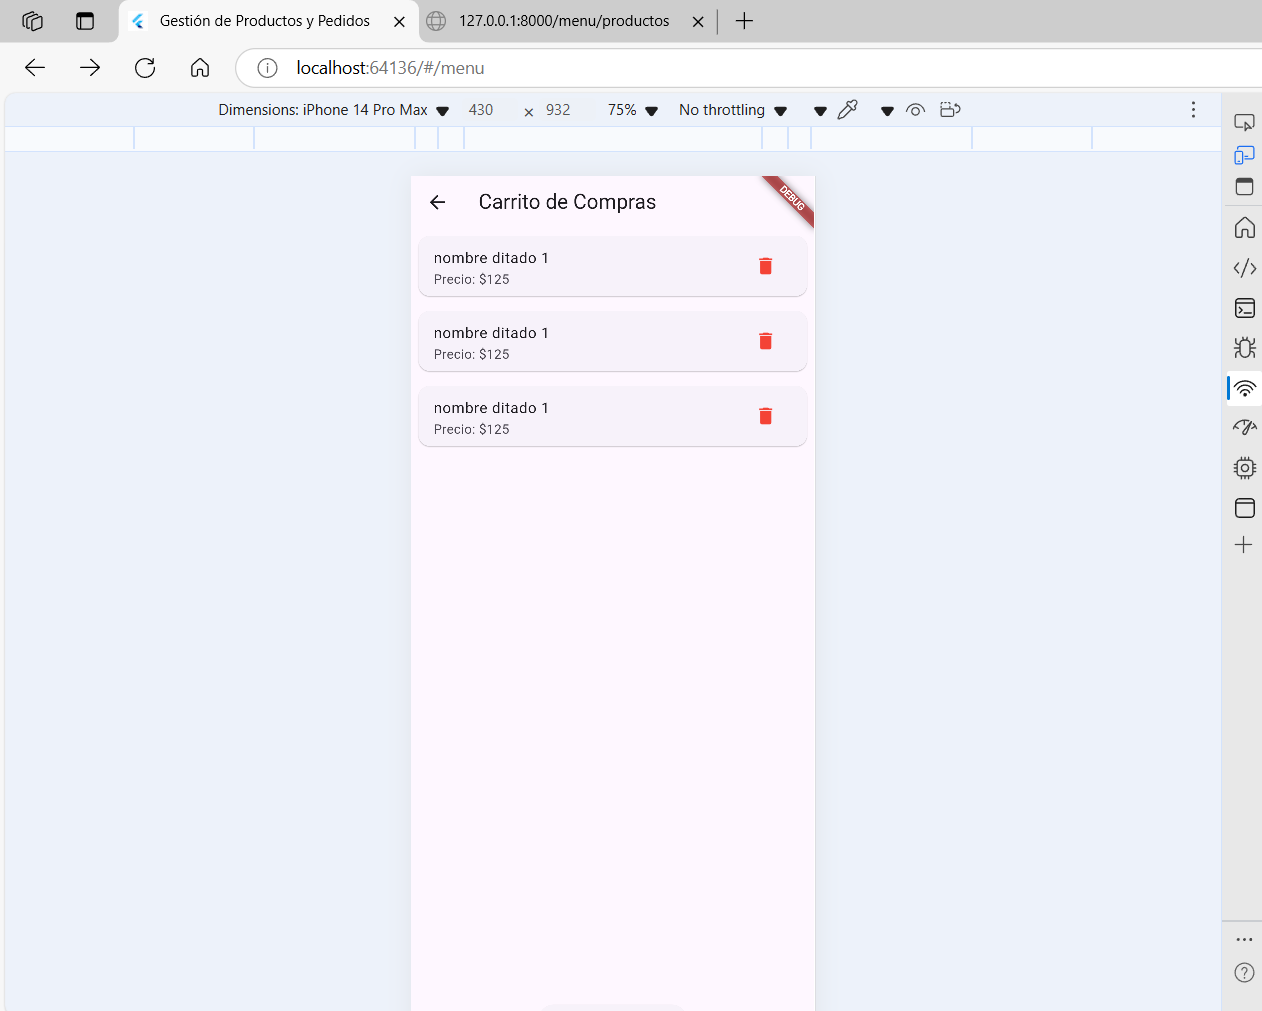 Gestión de Productos y Pedidos
127.0.0.1:8000/menu/productos
localhost:64136/#/menu
Dimensions: iPhone 14 Pro Max 430 × 932 75% No throttling
Carrito de Compras
DEBUG
nombre ditado 1
Precio: $125
nombre ditado 1
Precio: $125
nombre ditado 1
Precio: $125